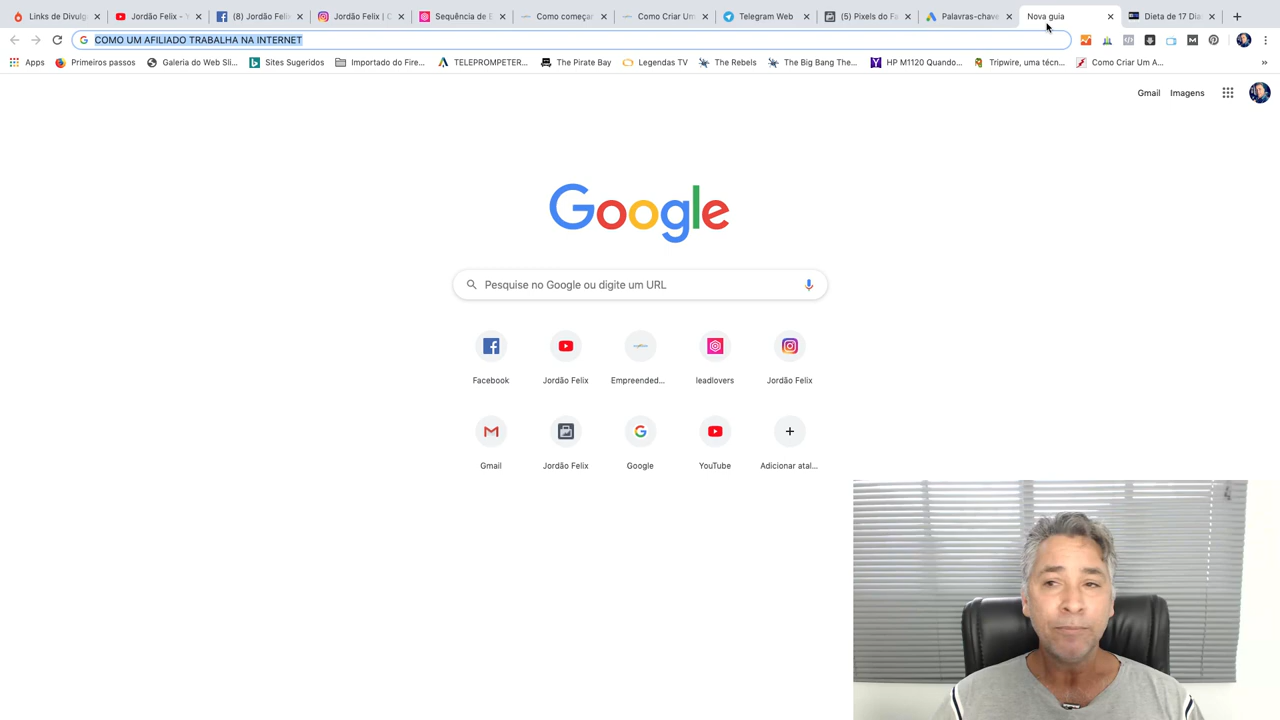 Links de Divulg
Jordão Felix - Y
(8) Jordão Felix
Jordão Felix | C
Sequência de E
Como começar
Como Criar Um
Telegram Web
(5) Pixels do Fa
Palavras-chave
Nova guia
Dieta de 17 Dia
COMO UM AFILIADO TRABALHA NA INTERNET
Apps
Primeiros passos
Galeria do Web Sli...
Sites Sugeridos
Importado do Fire...
TELEPROMPETER...
The Pirate Bay
Legendas TV
The Rebels
The Big Bang The...
HP M1120 Quando...
Tripwire, uma técn...
Como Criar Um A...
»
Gmail
Imagens
Google
Pesquise no Google ou digite um URL
Facebook
Jordão Felix
Empreended...
leadlovers
Jordão Felix
Gmail
Jordão Felix
Google
YouTube
Adicionar atal...